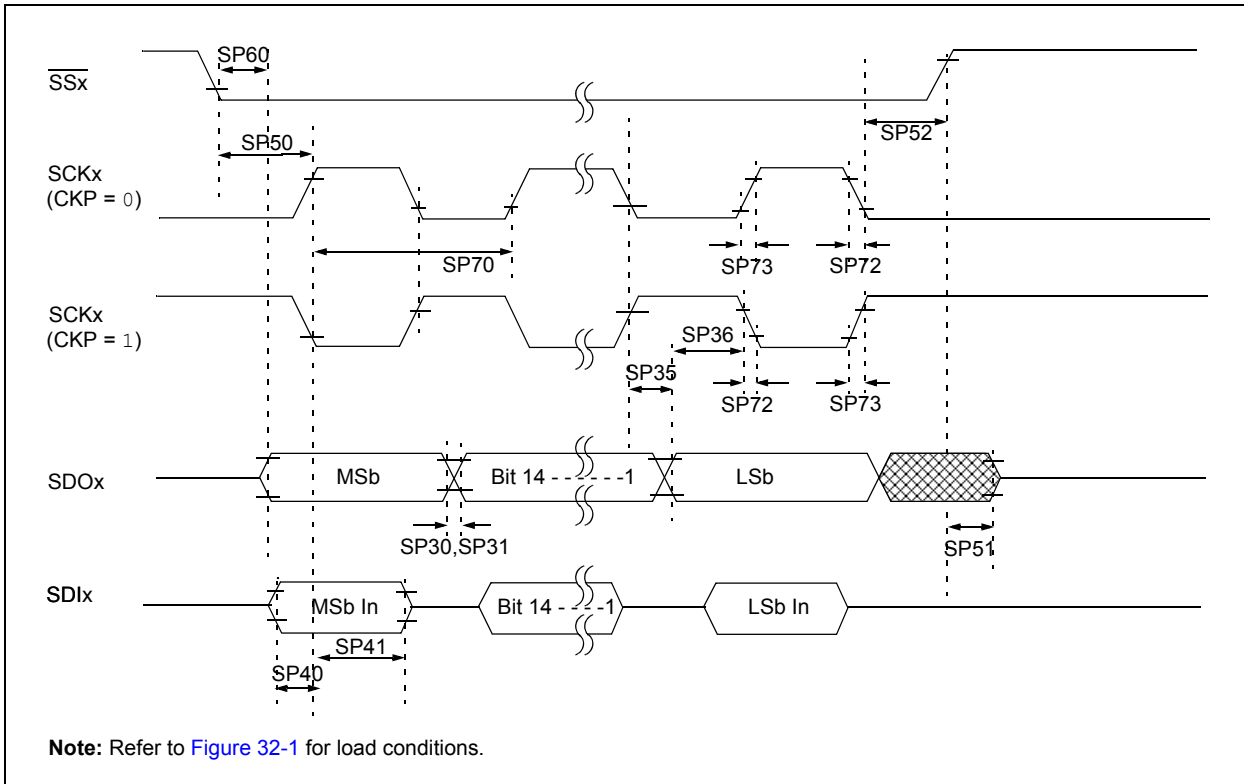 SP60
SSx
SP50
SP52
SCKx
(CKP = 0)
SP70
SP73
SP72
SCKx
(CKP = 1)
SP36
SP35
SP72
SP73
SDOx
MSb
Bit 14 - - - - - -1
LSb
SP30,SP31
SP51
SDIx
MSb In
Bit 14 - - - -1
LSb In
SP41
SP40
Note: Refer to Figure 32-1 for load conditions.